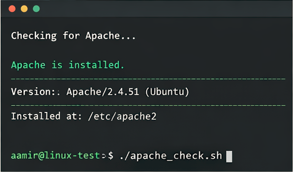 Checking for Apache...
Apache is installed.
Version:. Apache/2.4.51 (Ubuntu)
Installed at: /etc/apache2
aamir@linux-test>$ ./apache_check.sh